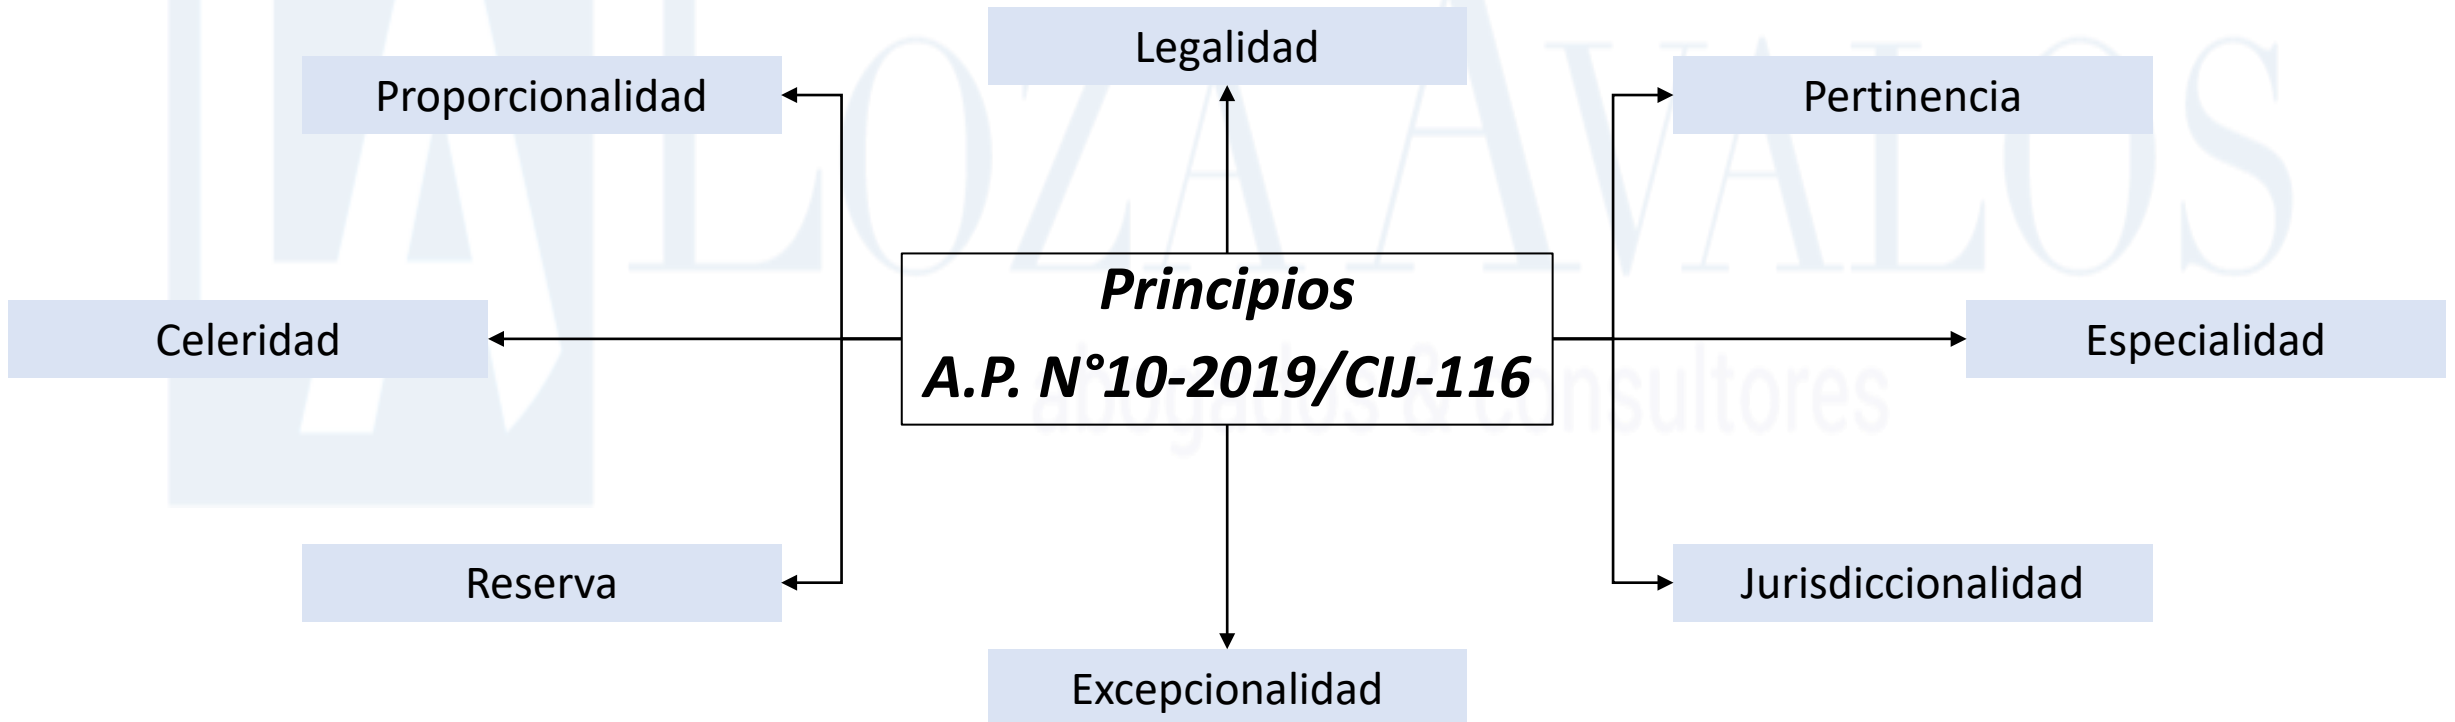 LOZA AVALOS
abogados & consultores
Legalidad
Proporcionalidad
Pertinencia
Principios
A.P. N°10-2019/CIJ-116
Celeridad
Especialidad
Reserva
Jurisdiccionalidad
Excepcionalidad